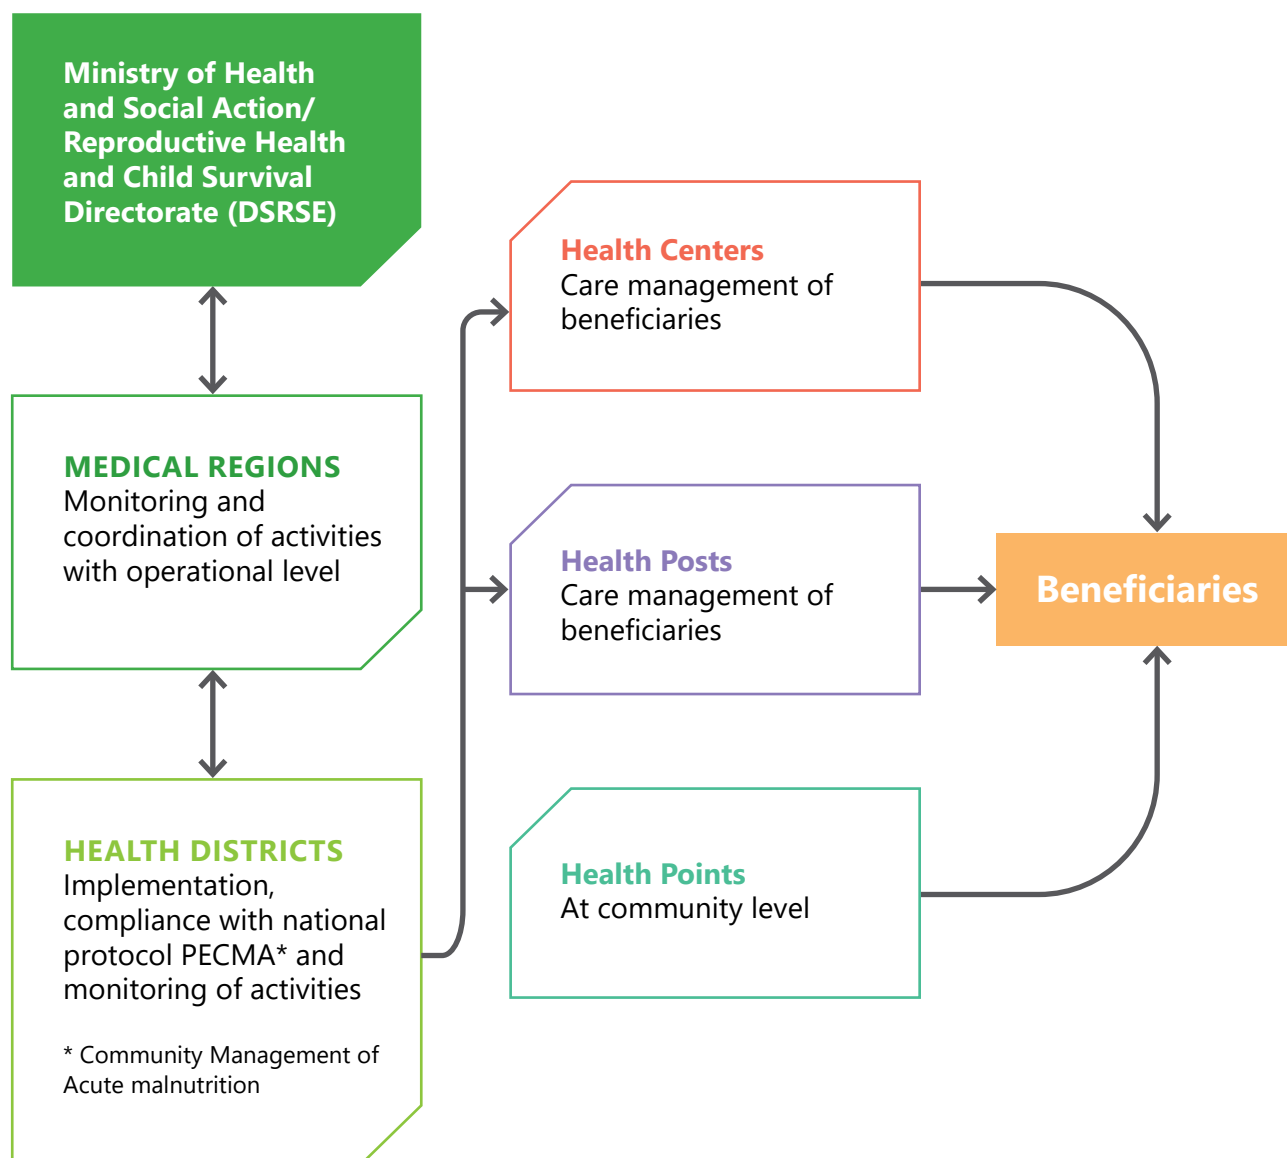 Ministry of Health
and Social Action/
Reproductive Health
and Child Survival
Directorate (DSRSE)
MEDICAL REGIONS
Monitoring and
coordination of activities
with operational level
HEALTH DISTRICTS
Implementation,
compliance with national
protocol PECMA* and
monitoring of activities
* Community Management of
Acute malnutrition
Health Centers
Care management of
beneficiaries
Health Posts
Care management of
beneficiaries
Health Points
At community level
Beneficiaries